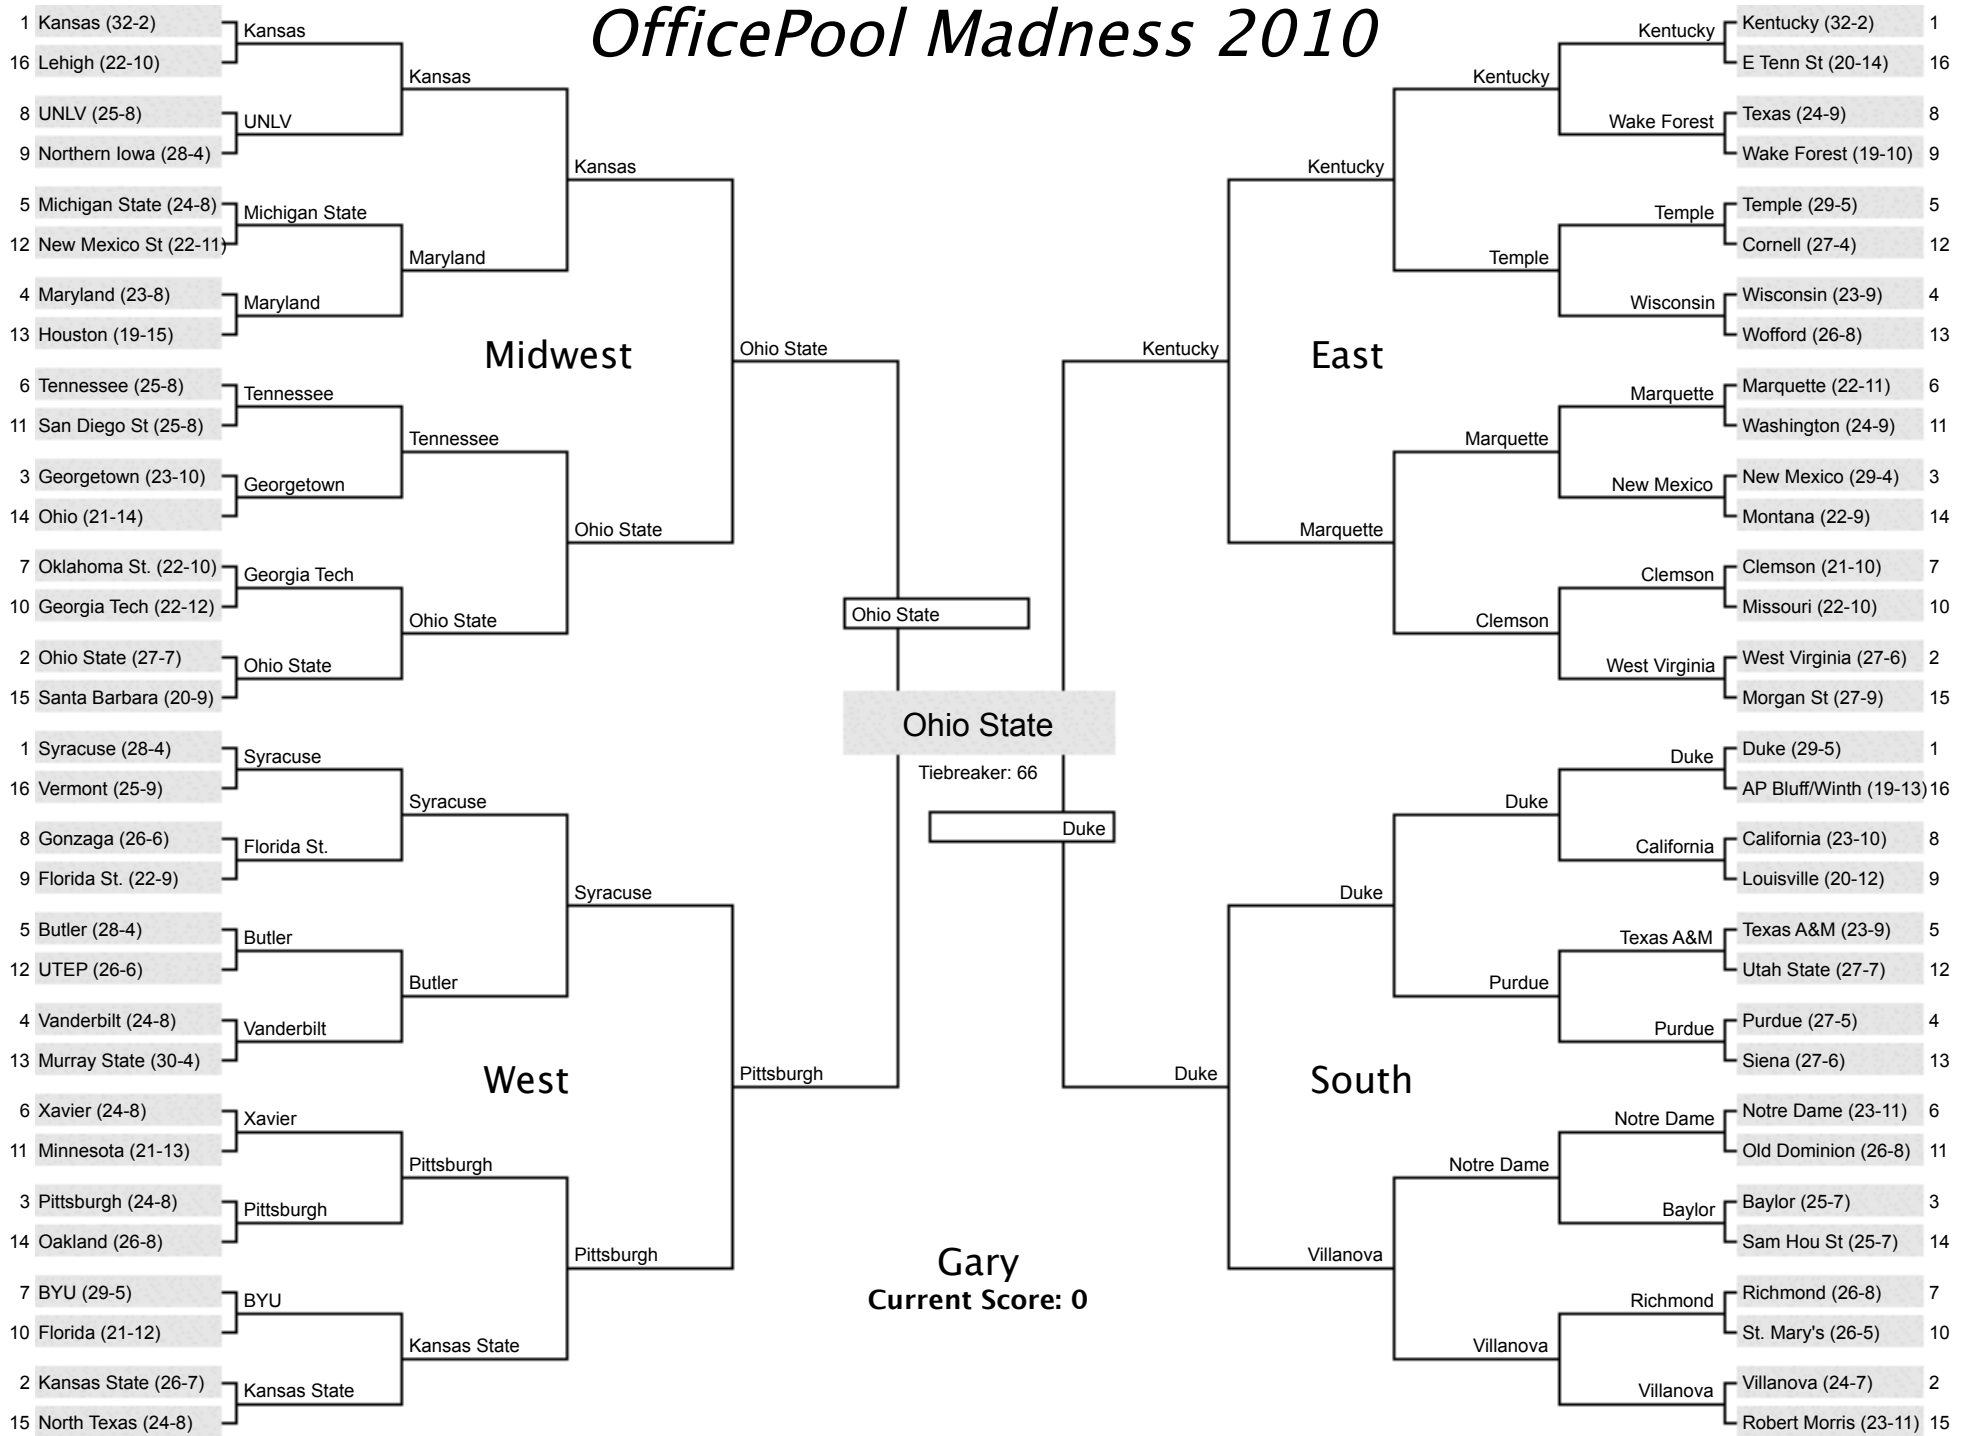 OfficePool Madness 2010
1 Kansas (32-2)
16 Lehigh (22-10)
8 UNLV (25-8)
9 Northern Iowa (28-4)
5 Michigan State (24-8)
12 New Mexico St (22-11)
4 Maryland (23-8)
13 Houston (19-15)
6 Tennessee (25-8)
11 San Diego St (25-8)
3 Georgetown (23-10)
14 Ohio (21-14)
7 Oklahoma St. (22-10)
10 Georgia Tech (22-12)
2 Ohio State (27-7)
15 Santa Barbara (20-9)
Kansas
UNLV
Michigan State
Maryland
Tennessee
Georgetown
Georgia Tech
Ohio State
Kansas
Maryland
Tennessee
Ohio State
Kansas
Ohio State
Midwest
Ohio State
1 Syracuse (28-4)
16 Vermont (25-9)
8 Gonzaga (26-6)
9 Florida St. (22-9)
5 Butler (28-4)
12 UTEP (26-6)
4 Vanderbilt (24-8)
13 Murray State (30-4)
6 Xavier (24-8)
11 Minnesota (21-13)
3 Pittsburgh (24-8)
14 Oakland (26-8)
7 BYU (29-5)
10 Florida (21-12)
2 Kansas State (26-7)
15 North Texas (24-8)
Syracuse
Florida St.
Butler
Vanderbilt
Xavier
Pittsburgh
BYU
Kansas State
Syracuse
Butler
Pittsburgh
Kansas State
Syracuse
Pittsburgh
West
Pittsburgh
Ohio State
Ohio State
Tiebreaker: 66
Duke
Gary
Current Score: 0
Kentucky (32-2) 1
E Tenn St (20-14) 16
Texas (24-9) 8
Wake Forest (19-10) 9
Temple (29-5) 5
Cornell (27-4) 12
Wisconsin (23-9) 4
Wofford (26-8) 13
Marquette (22-11) 6
Washington (24-9) 11
New Mexico (29-4) 3
Montana (22-9) 14
Clemson (21-10) 7
Missouri (22-10) 10
West Virginia (27-6) 2
Morgan St (27-9) 15
Kentucky
Wake Forest
Temple
Wisconsin
Marquette
New Mexico
Clemson
West Virginia
Kentucky
Temple
Marquette
Clemson
Kentucky
Marquette
East
Kentucky
Duke (29-5) 1
AP Bluff/Winth (19-13) 16
California (23-10) 8
Louisville (20-12) 9
Texas A&M (23-9) 5
Utah State (27-7) 12
Purdue (27-5) 4
Siena (27-6) 13
Notre Dame (23-11) 6
Old Dominion (26-8) 11
Baylor (25-7) 3
Sam Hou St (25-7) 14
Richmond (26-8) 7
St. Mary's (26-5) 10
Villanova (24-7) 2
Robert Morris (23-11) 15
Duke
California
Texas A&M
Purdue
Notre Dame
Baylor
Richmond
Villanova
Duke
Purdue
Notre Dame
Villanova
Duke
Villanova
South
Duke